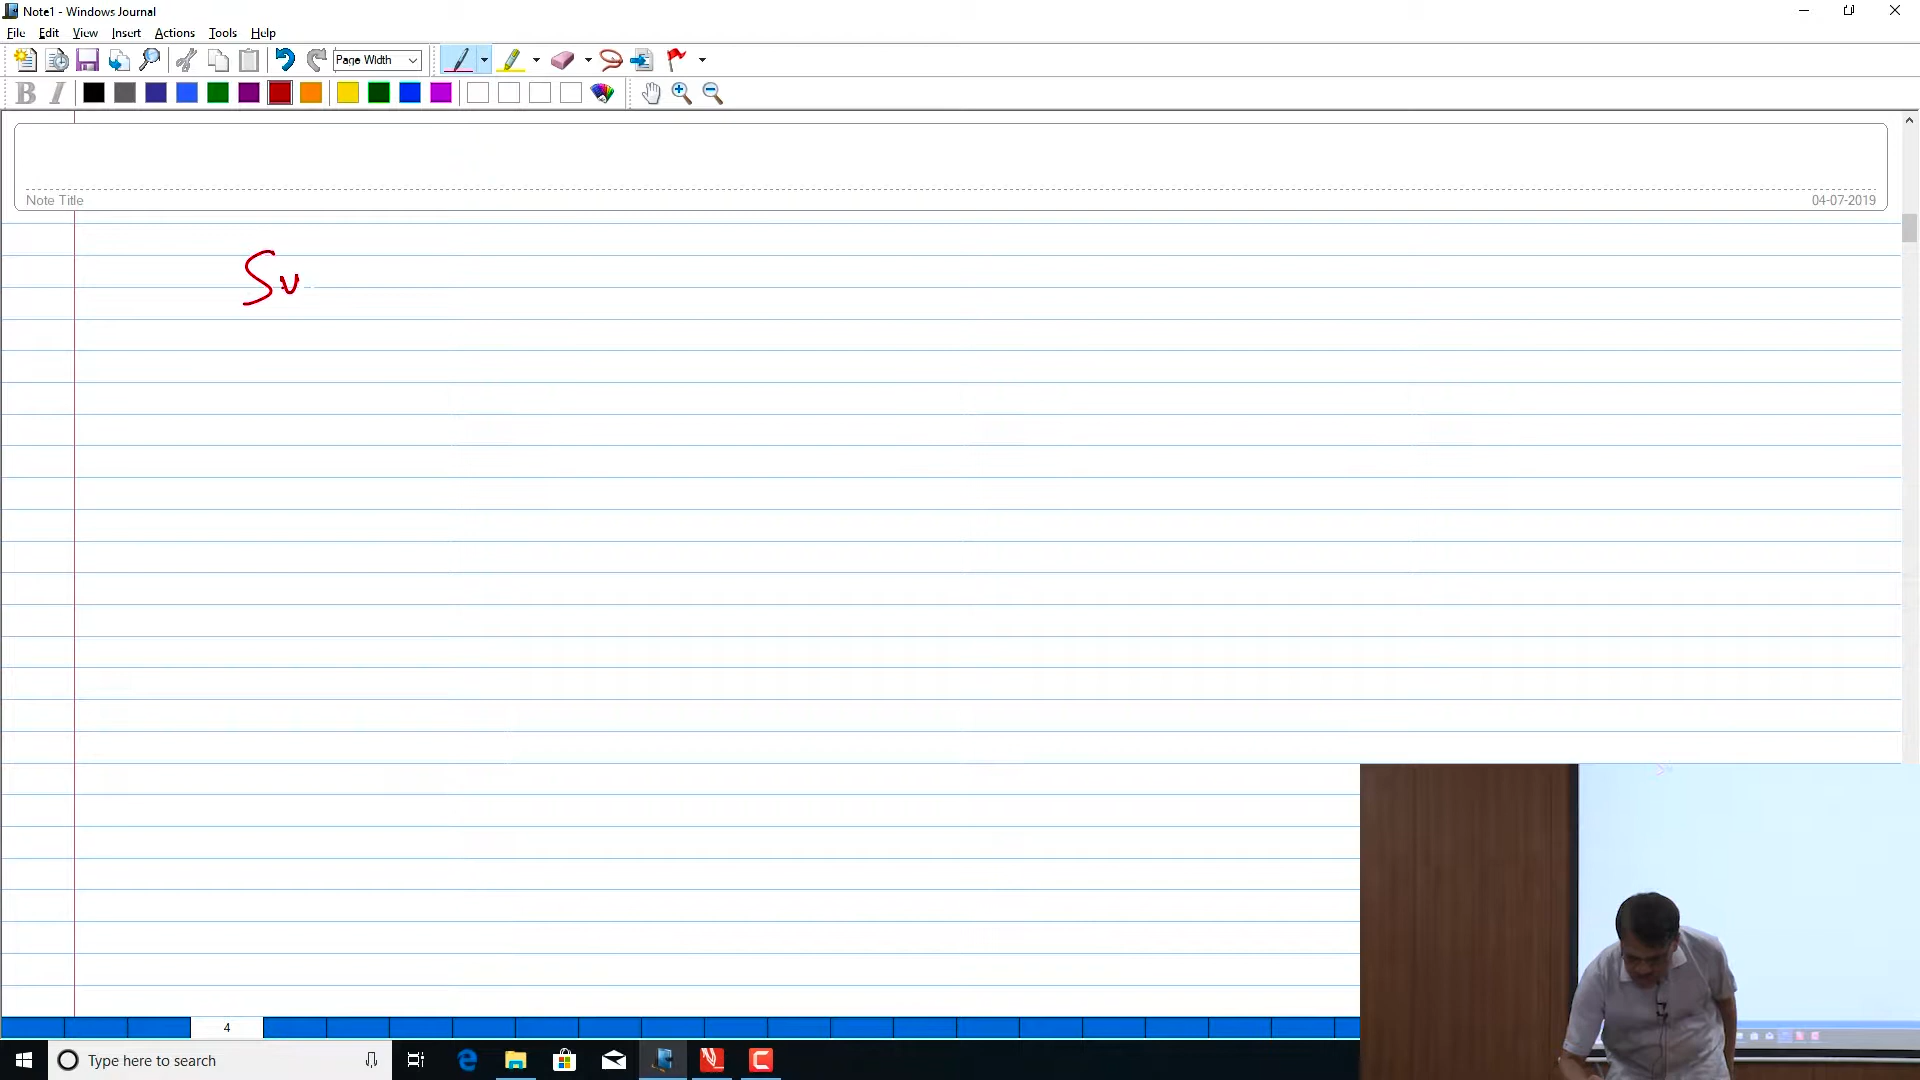 Note1 - Windows Journal
File Edit View Insert Actions Tools Help
Page Width
B I
Note Title
04-07-2019
Su
4
Type here to search